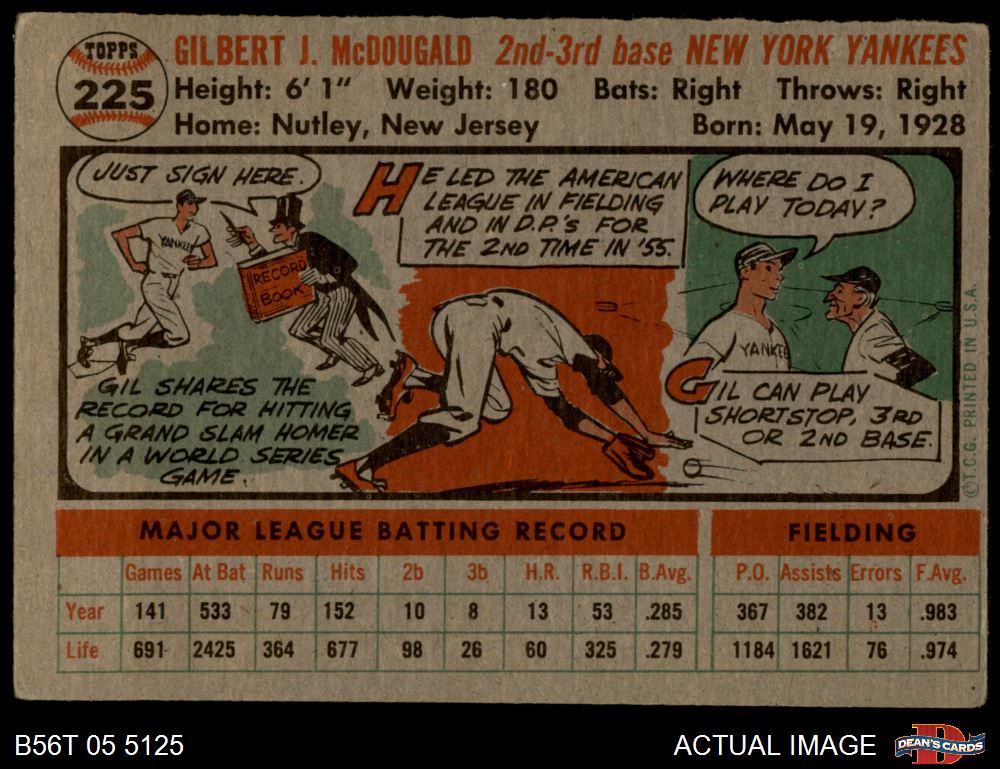 TOPPS
225
GILBERT J. McDOUGALD 2nd-3rd base NEW YORK YANKEES
Height: 6' 1" Weight: 180 Bats: Right Throws: Right
Home: Nutley, New Jersey Born: May 19, 1928
JUST SIGN HERE.
YANKEE
RECORD
BOOK
GIL SHARES THE
RECORD FOR HITTING
A GRAND SLAM HOMER
IN A WORLD SERIES
GAME.
HE LED THE AMERICAN
LEAGUE IN FIELDING
AND IN D.P.'S FOR
THE 2ND TIME IN '55.
WHERE DO I
PLAY TODAY?
YANKEE
GIL CAN PLAY
SHORTSTOP, 3RD
OR 2ND BASE.
©T.C.G. PRINTED IN U.S.A.
MAJOR LEAGUE BATTING RECORD FIELDING
Games At Bat Runs Hits 2b 3b H.R. R.B.I. B.Avg. P.O. Assists Errors F.Avg.
Year 141 533 79 152 10 8 13 53 .285 367 382 13 .983
Life 691 2425 364 677 98 26 60 325 .279 1184 1621 76 .974
B56T 05 5125 ACTUAL IMAGE
D
DEAN'S CARDS